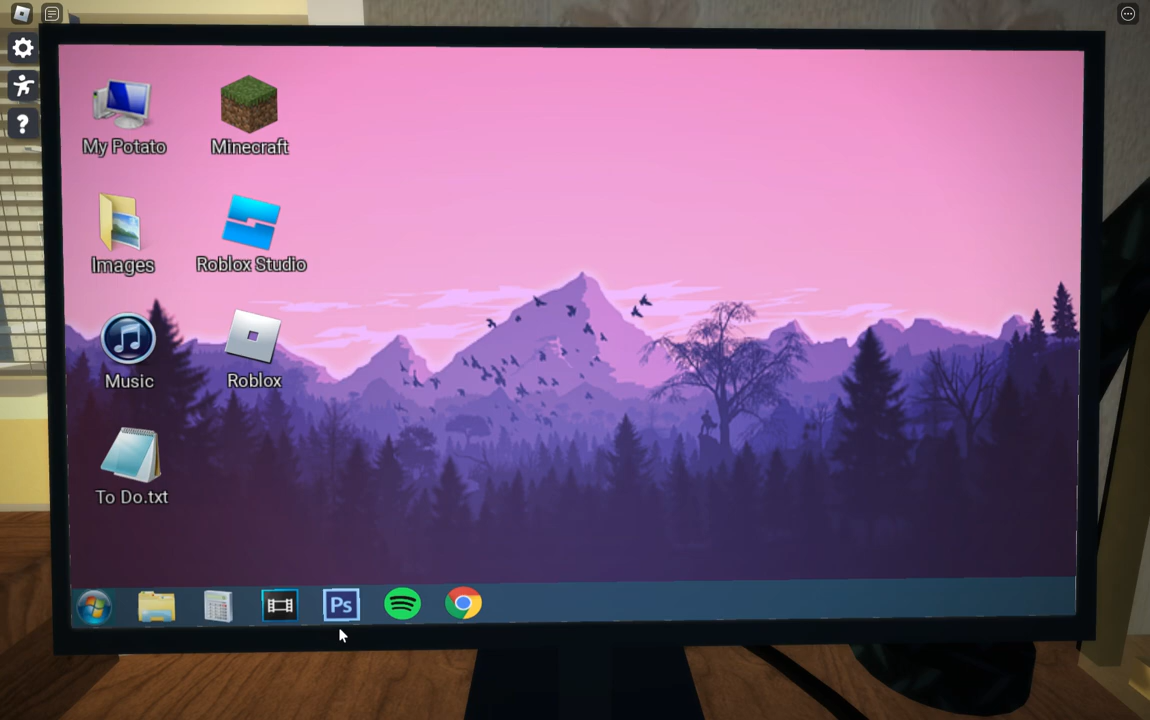 My Potato
Minecraft
Images
Roblox Studio
Music
Roblox
To Do.txt
Ps
?